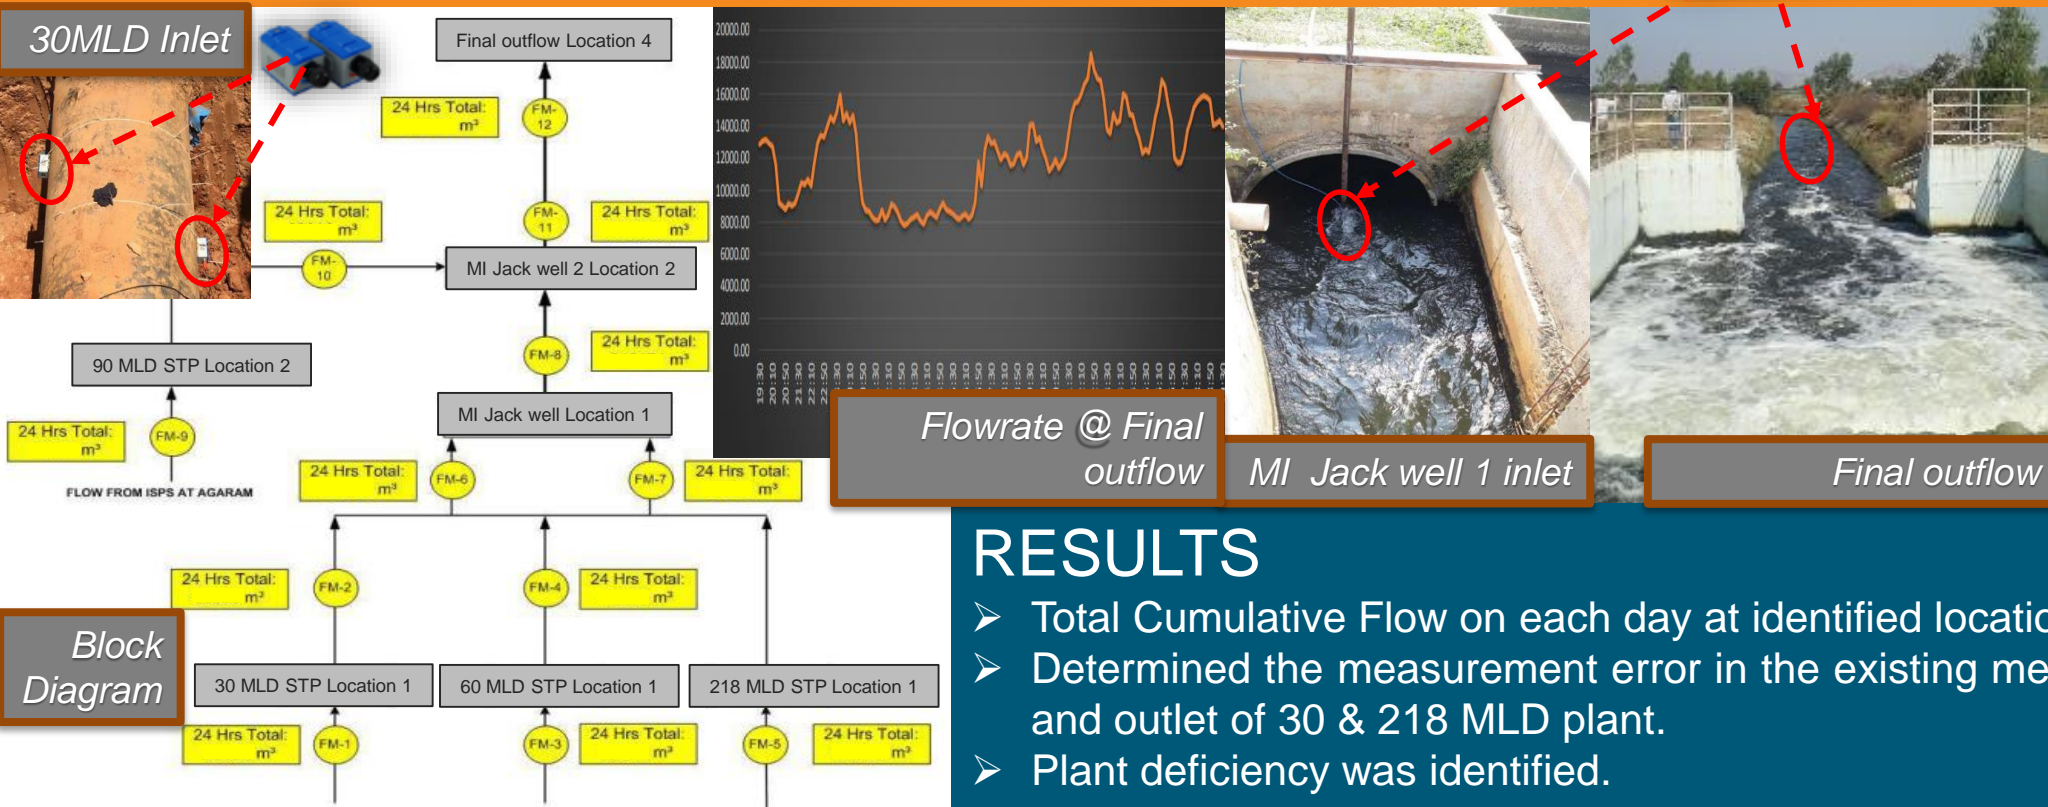 30MLD Inlet
Final outflow Location 4
24 Hrs Total:
m³
FM-
12
24 Hrs Total:
m³
FM-
11
24 Hrs Total:
m³
FM-
10
MI Jack well 2 Location 2
24 Hrs Total:
m³
FM-8
90 MLD STP Location 2
MI Jack well Location 1
24 Hrs Total:
m³
FM-9
FLOW FROM ISPS AT AGARAM
24 Hrs Total:
m³
FM-6
FM-7
24 Hrs Total:
m³
24 Hrs Total:
m³
FM-2
FM-4
24 Hrs Total:
m³
Block
Diagram
30 MLD STP Location 1
60 MLD STP Location 1
218 MLD STP Location 1
24 Hrs Total:
m³
FM-1
FM-3
24 Hrs Total:
m³
FM-5
24 Hrs Total:
m³
20000.00
18000.00
16000.00
14000.00
12000.00
10000.00
8000.00
6000.00
4000.00
2000.00
0.00
19:30
20:10
20:50
Flowrate @ Final
outflow
MI Jack well 1 inlet
Final outflow
RESULTS
➢ Total Cumulative Flow on each day at identified
➢ Determined the measurement error in the existing
and outlet of 30 & 218 MLD plant.
➢ Plant deficiency was identified.